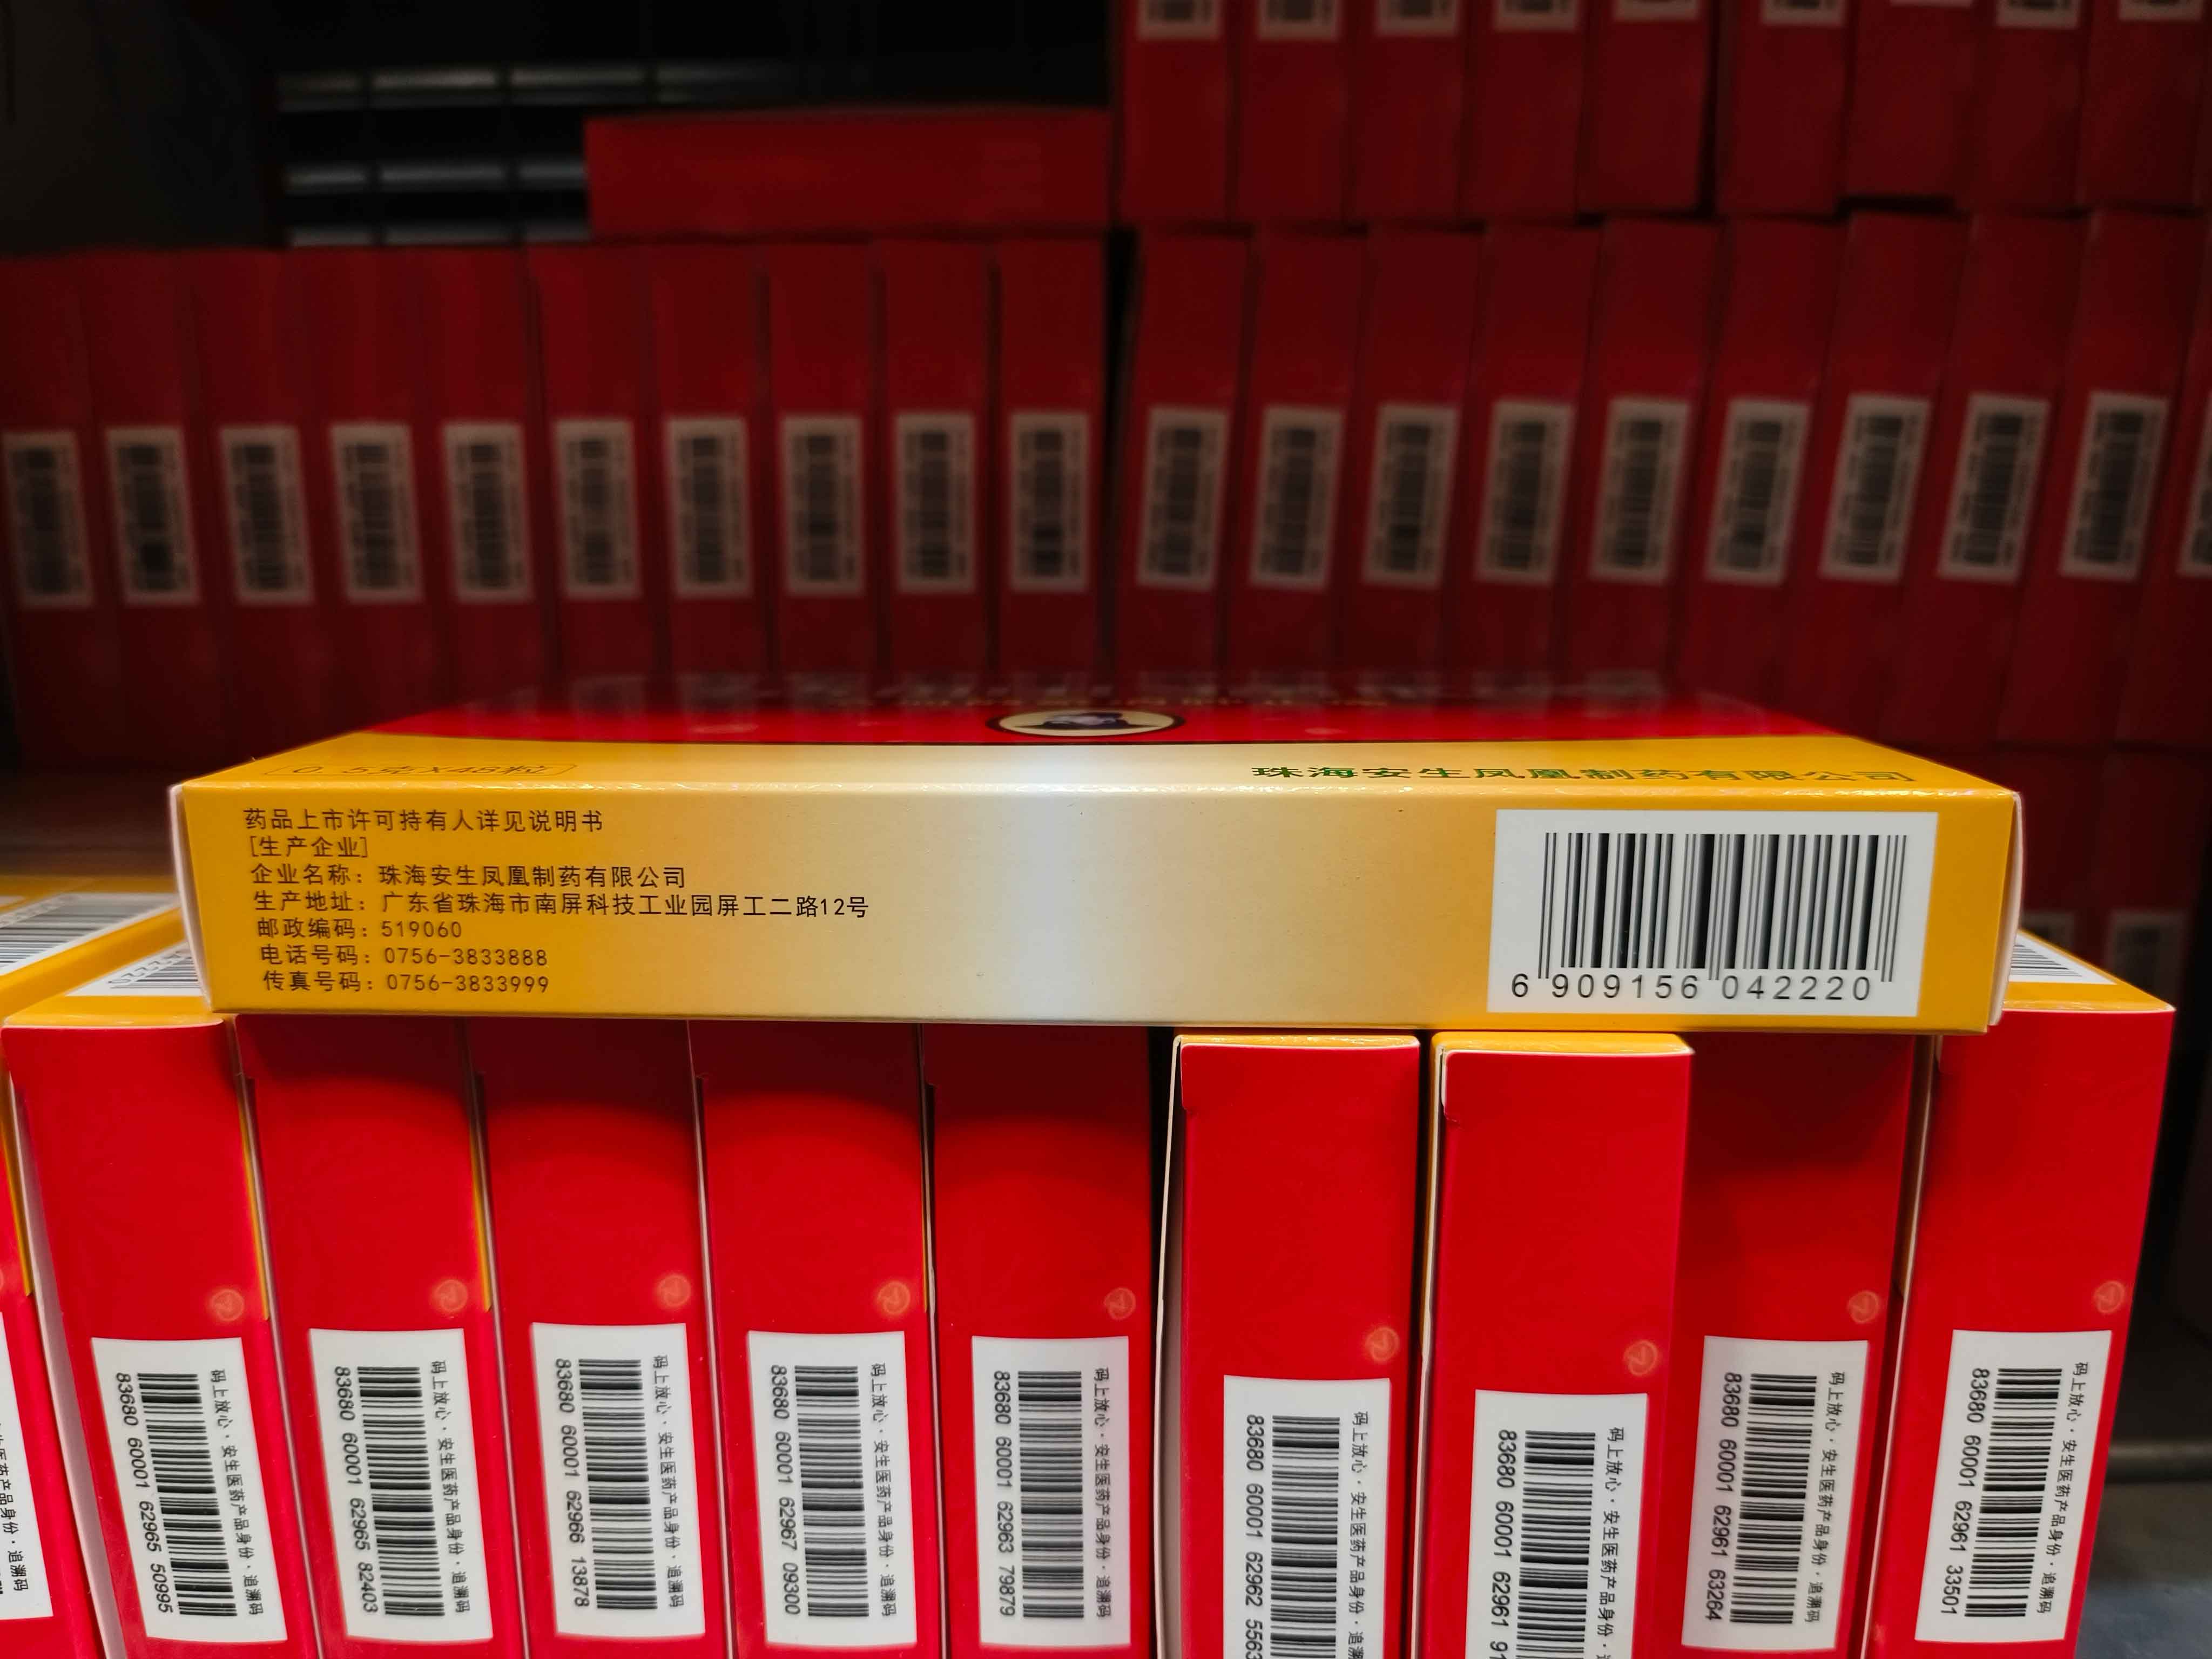 0.5克X48粒
珠海安生凤凰制药有限公司
药品上市许可持有人详见说明书
[生产企业]
企业名称：珠海安生凤凰制药有限公司
生产地址：广东省珠海市南屏科技工业园屏工二路12号
邮政编码：519060
电话号码：0756-3833888
传真号码：0756-3833999
6 909156 042220
码上放心·安生医药产品身份·追溯码
83680 60001 62965 50995
码上放心·安生医药产品身份·追溯码
83680 60001 62965 82403
码上放心·安生医药产品身份·追溯码
83680 60001 62966 13878
码上放心·安生医药产品身份·追溯码
83680 60001 62967 09300
码上放心·安生医药产品身份·追溯码
83680 60001 62963 79879
码上放心·安生医药产品身份·追溯
83680 60001 62962 5563
码上放心·安生医药产品身份·
83680 60001 62961 91
码上放心·安生医药产品身份·追溯码
83680 60001 62961 63264
码上放心·安生医药产品身份·追溯码
83680 60001 62961 33501